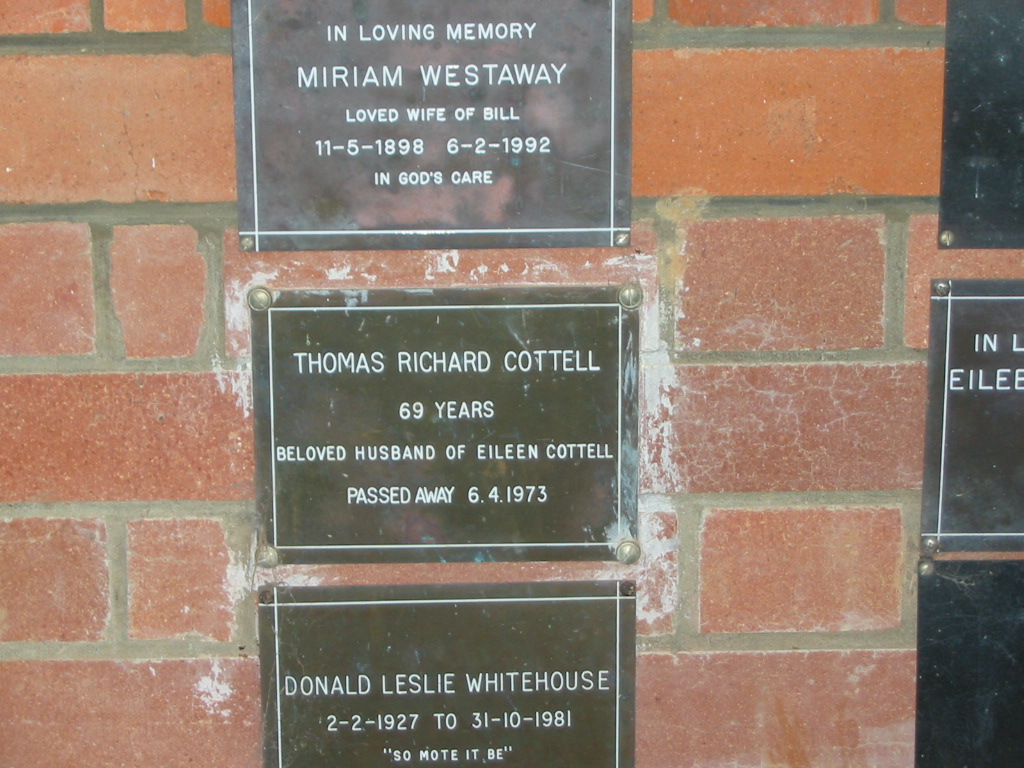 IN LOVING MEMORY
MIRIAM WESTAWAY
LOVED WIFE OF BILL
11-5-1898 6-2-1992
IN GOD'S CARE
THOMAS RICHARD COTTELL
69 YEARS
BELOVED HUSBAND OF EILEEN COTTELL
PASSED AWAY 6.4.1973
DONALD LESLIE WHITEHOUSE
2-2-1927 TO 31-10-1981
"SO MOTE IT BE"
IN L
EILEE